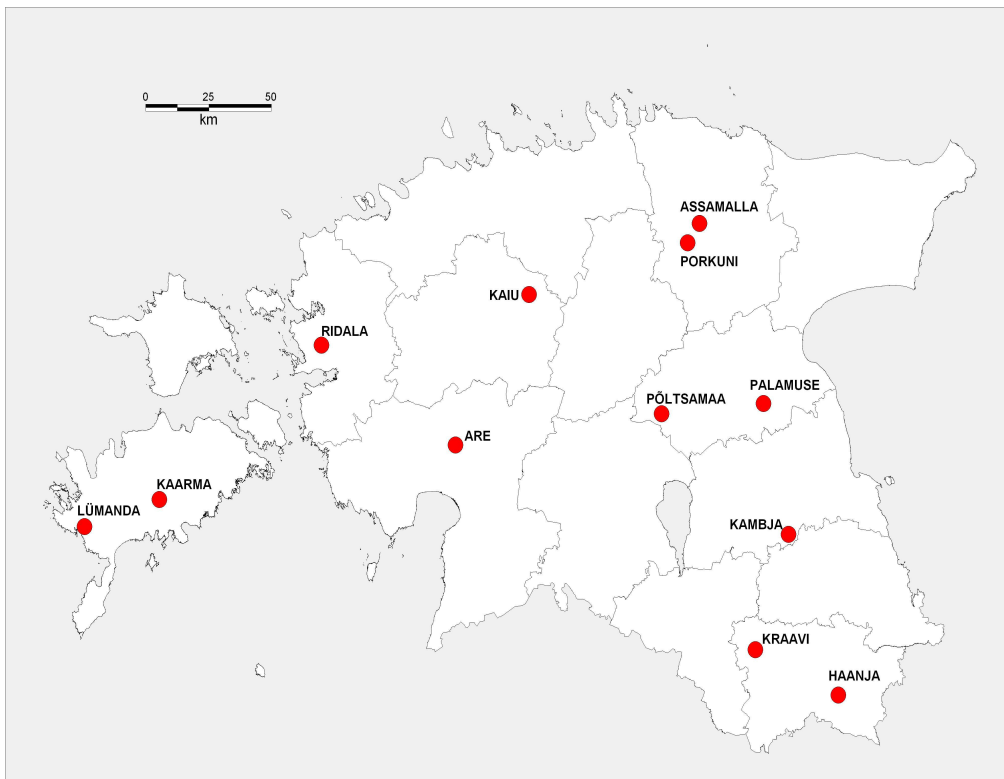 0 25 50
km
ASSAMALLA
PORKUNI
KAIU
RIDALA
PALAMUSE
PÕLTSAMAA
ARE
KAARMA
LÜMANDA
KAMBJA
KRAAVI
HAANJA